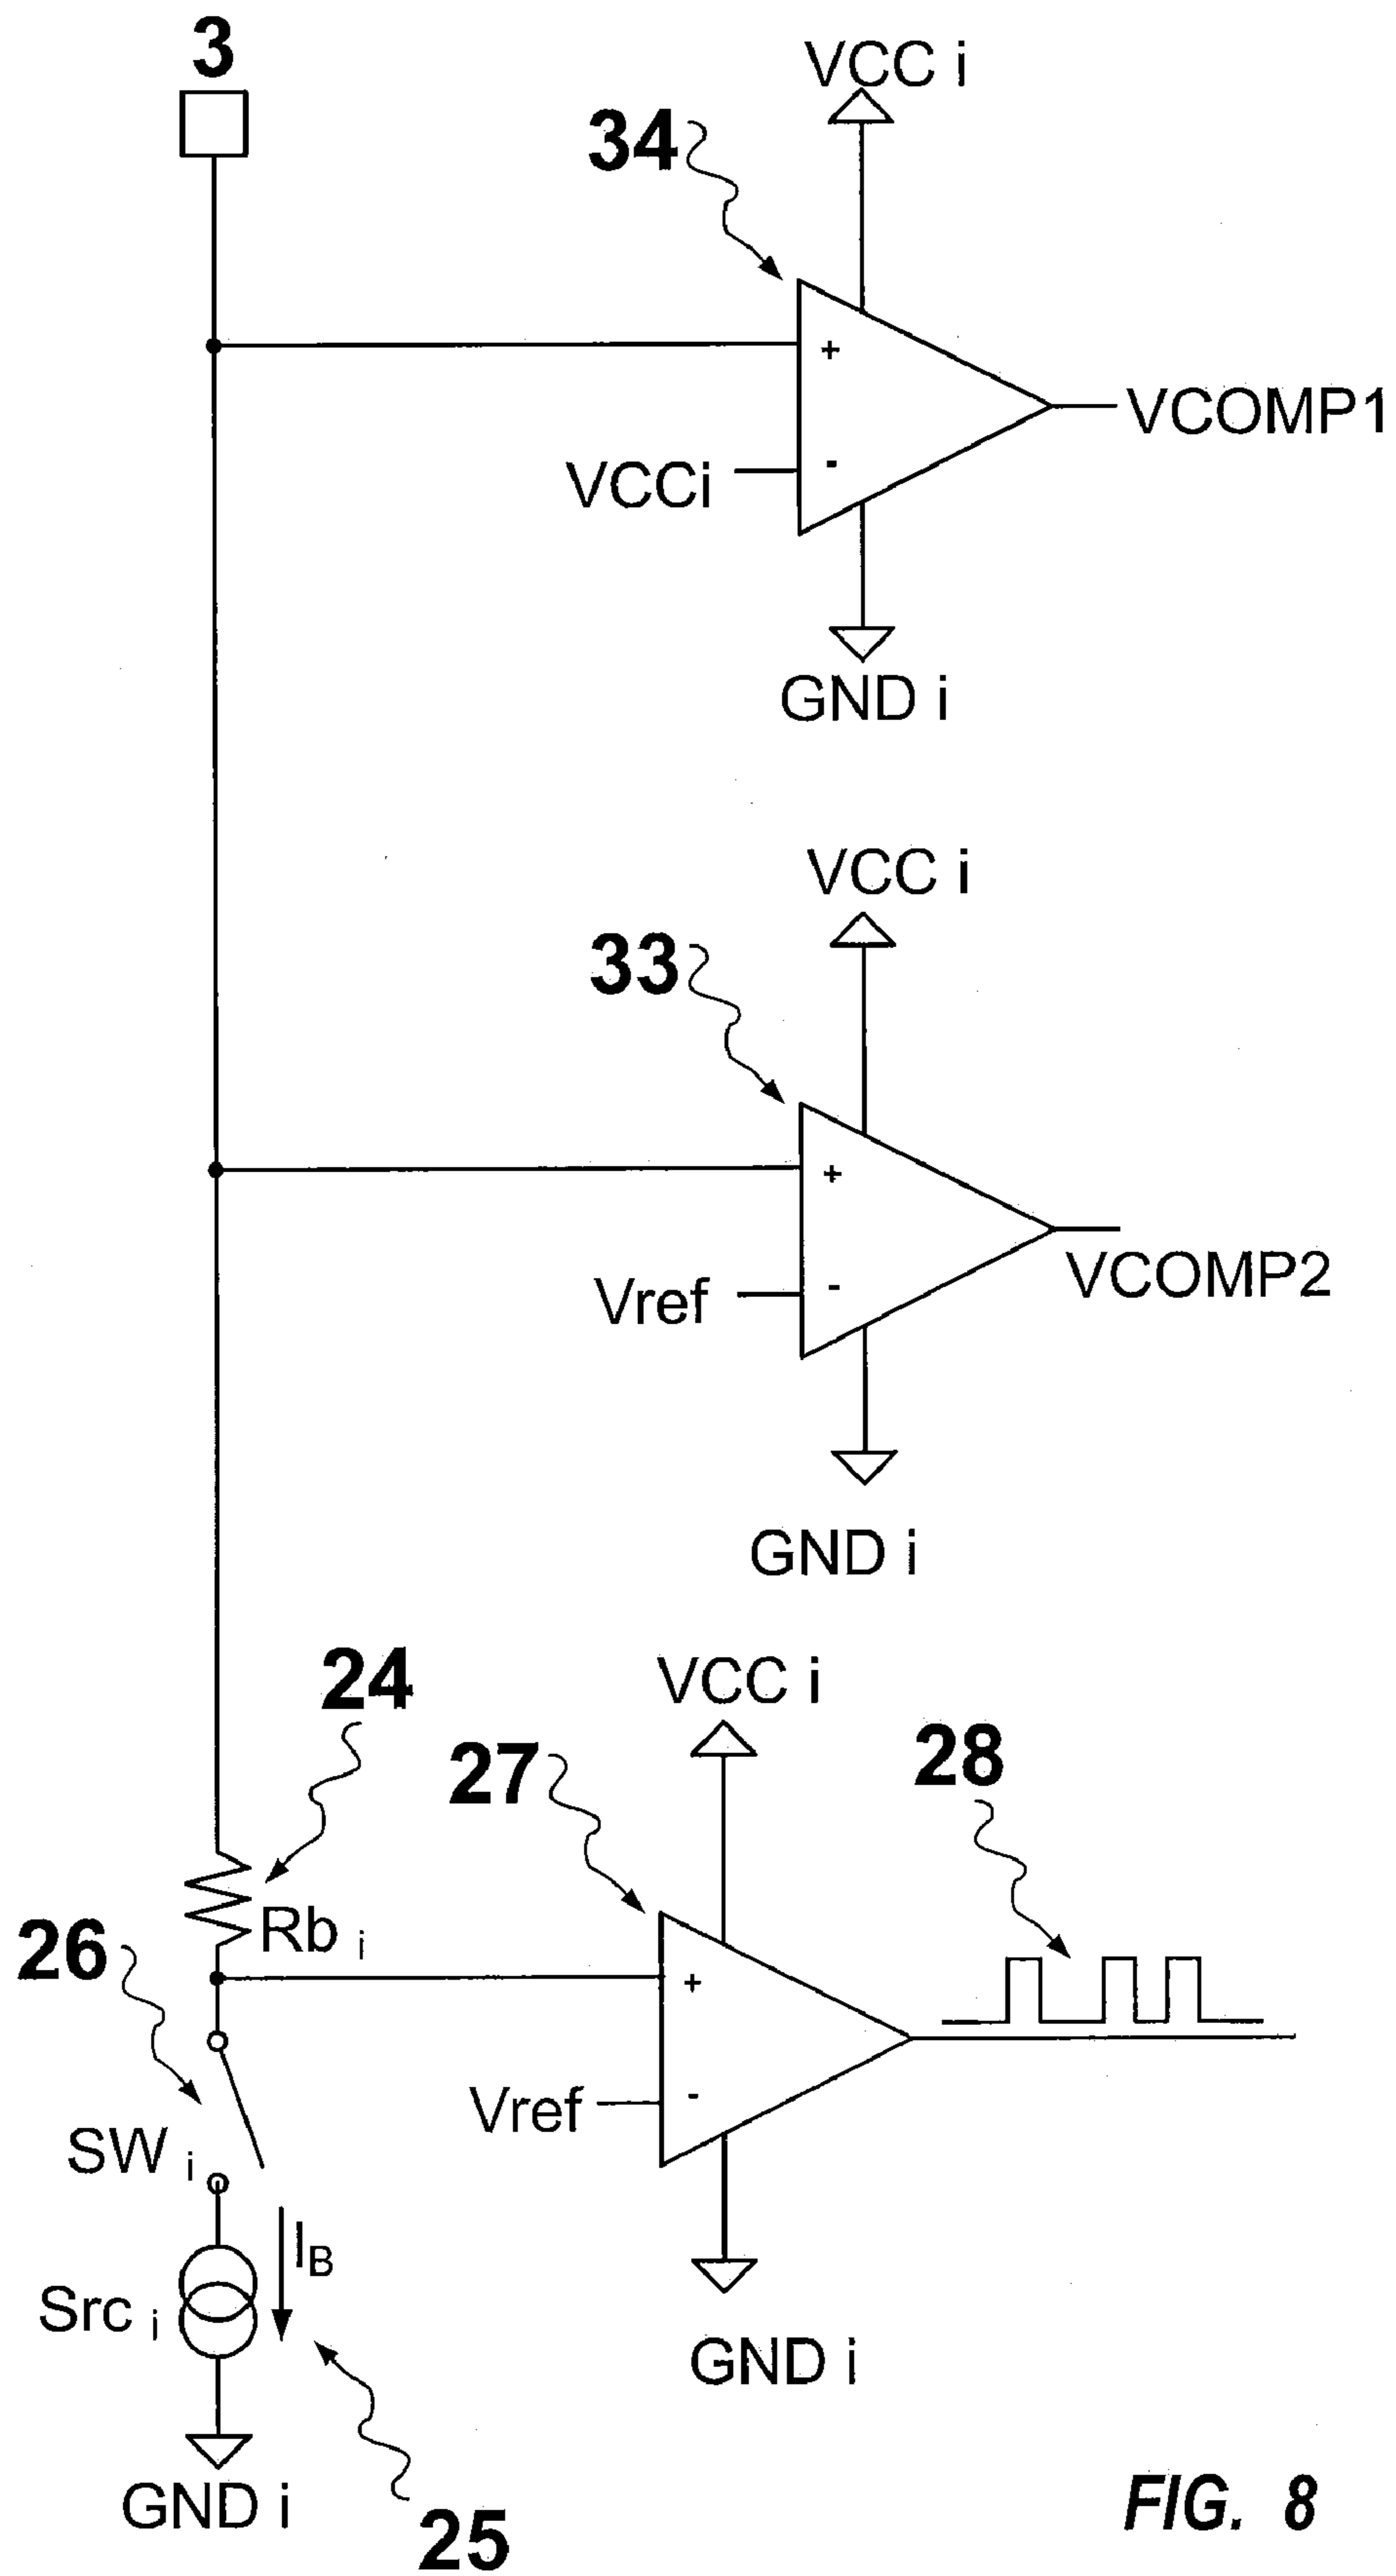 3
VCC i
34
+
VCOMP1
-
VCCi
GND i
VCC i
33
+
-
Vref
VCOMP2
GND i
24
VCC i
27
28
Rb i
26
+
-
Vref
SW i
IB
Src i
GND i
GND i
25
FIG. 8